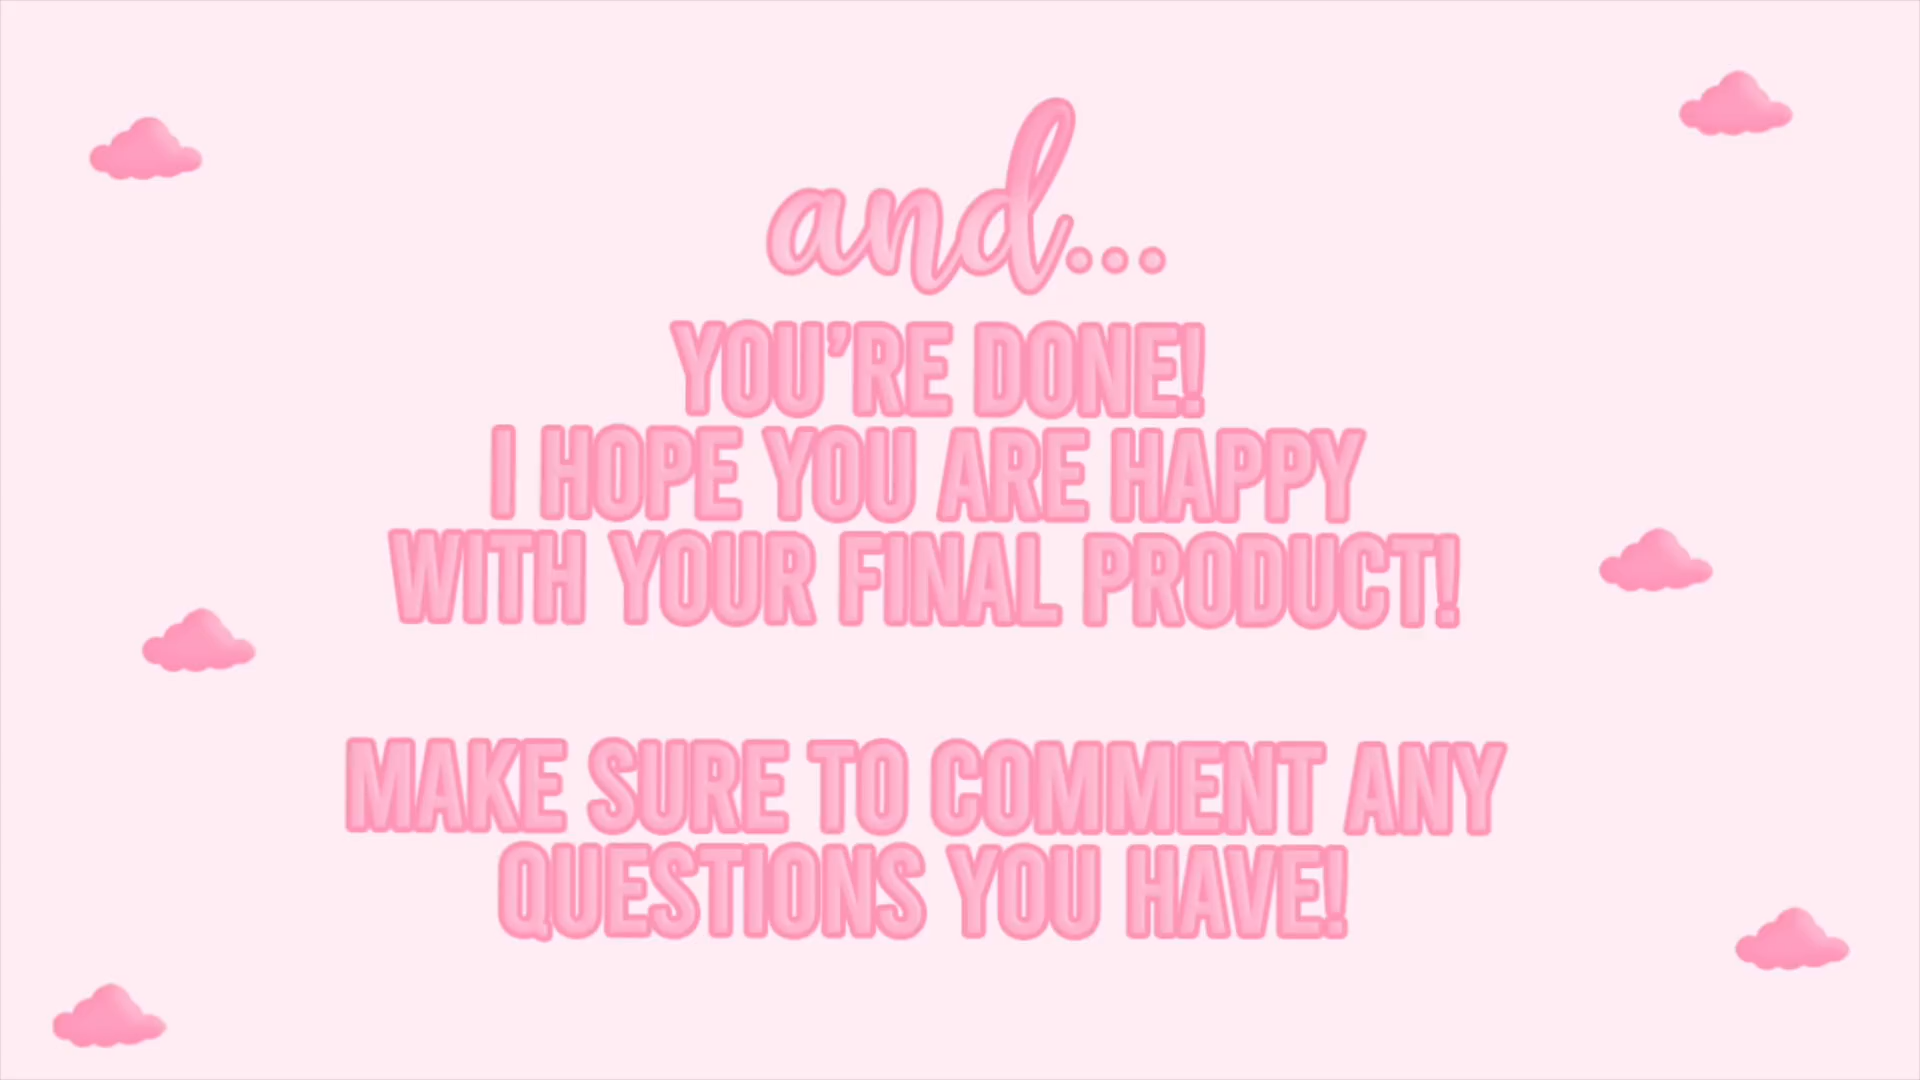 and...
YOU'RE DONE!
I HOPE YOU ARE HAPPY
WITH YOUR FINAL PRODUCT!
MAKE SURE TO COMMENT ANY
QUESTIONS YOU HAVE!